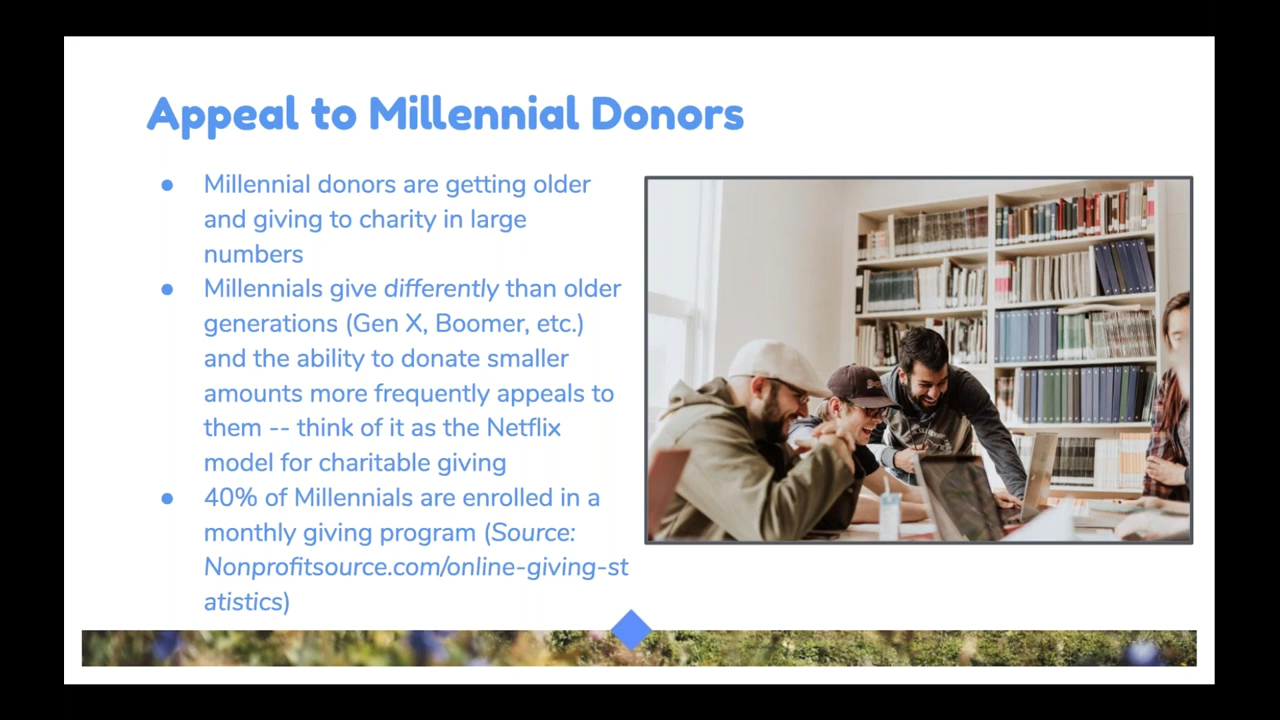 Appeal to Millennial Donors
● Millennial donors are getting older
and giving to charity in large
numbers
● Millennials give differently than older
generations (Gen X, Boomer, etc.)
and the ability to donate smaller
amounts more frequently appeals to
them -- think of it as the Netflix
model for charitable giving
● 40% of Millennials are enrolled in a
monthly giving program (Source:
Nonprofitsource.com/online-giving-st
atistics)